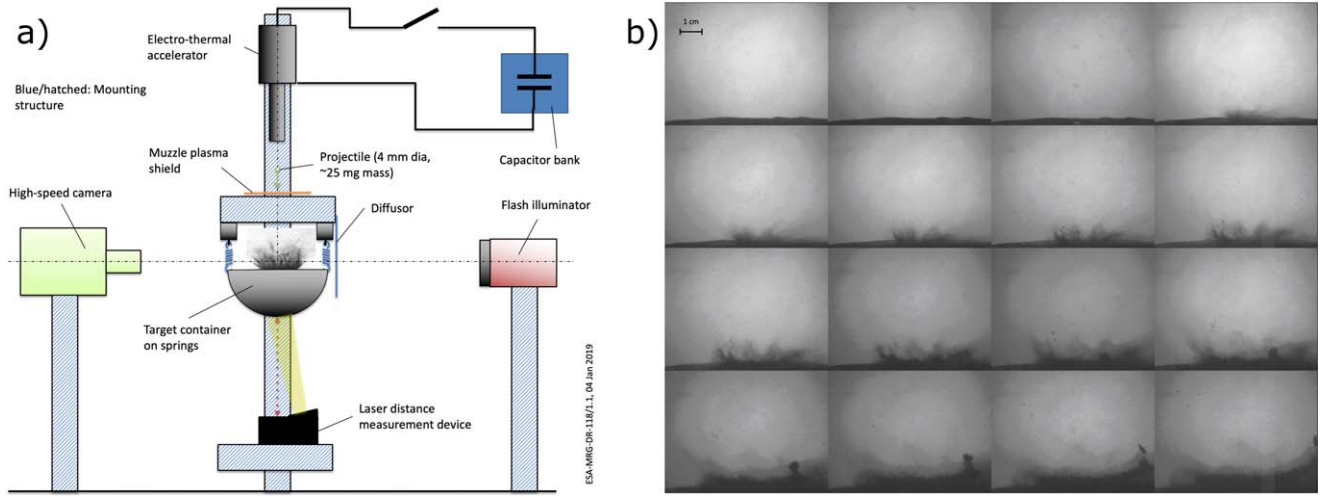 a)
Electro-thermal
accelerator
Blue/hatched: Mounting
structure
Muzzle plasma
shield
Projectile (4 mm dia,
~25 mg mass)
Capacitor bank
High-speed camera
Diffusor
Flash illuminator
Target container
on springs
Laser distance
measurement device
ESA-MRG-DR-118/1.1, 04 Jan 2019
b)
1 cm